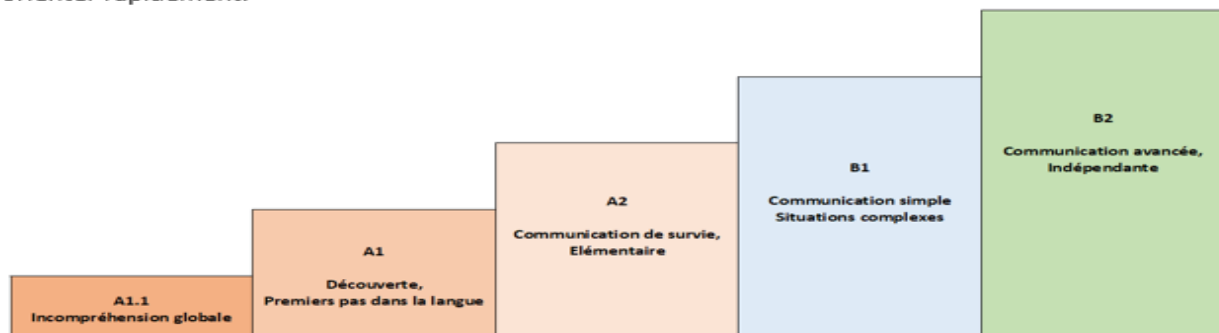 B2
Communication avancée,
Indépendante
B1
Communication simple
Situations complexes
A2
Communication de survie,
Elémentaire
A1
Découverte,
Premiers pas dans la langue
A1.1
Incompréhension globale